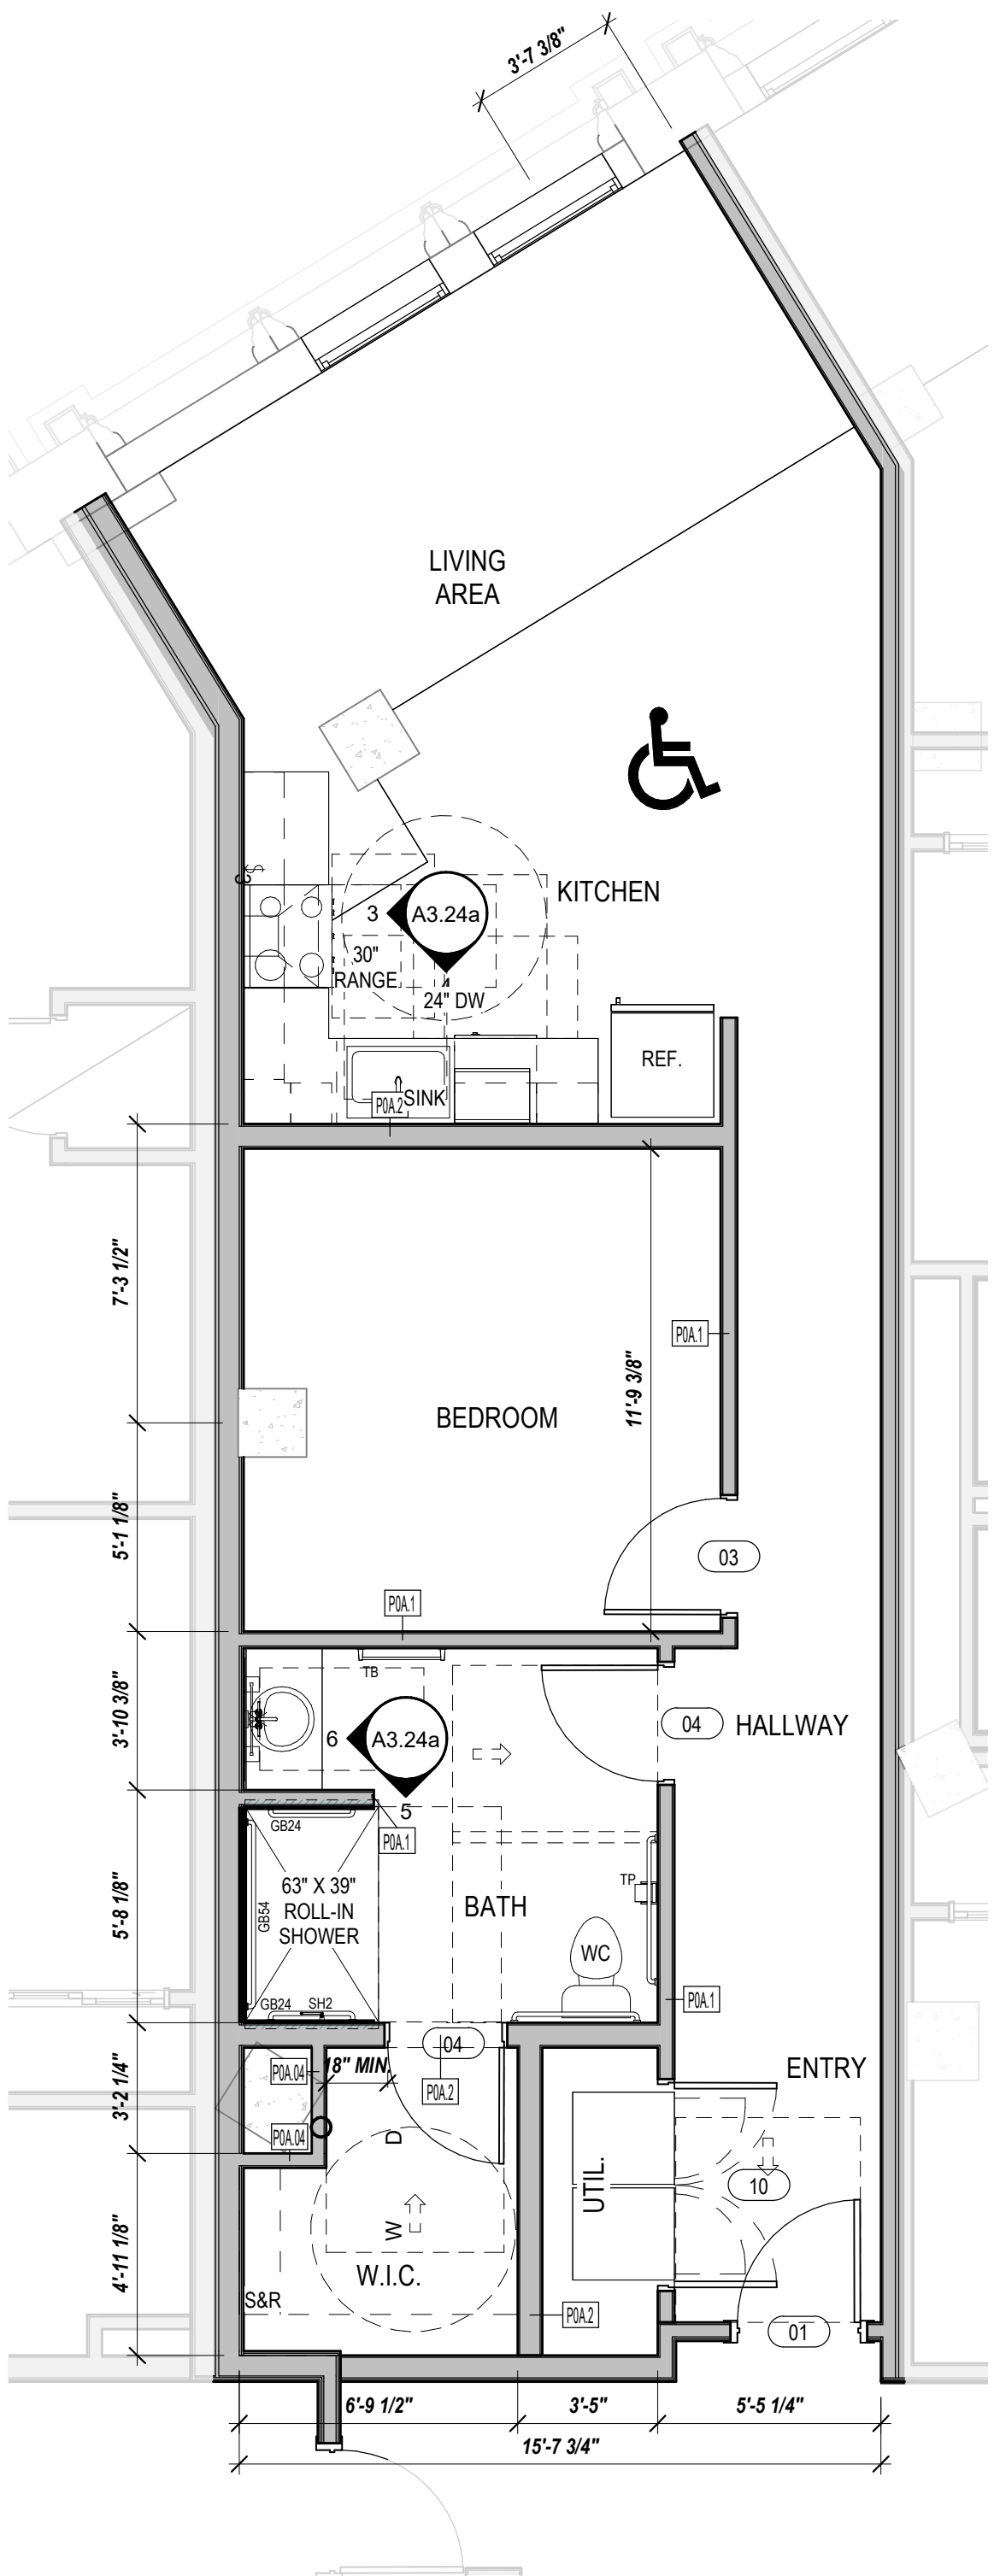 3'-7 3/8"
LIVING
AREA
KITCHEN
3
A3.24a
4
30"
RANGE
24" DW
REF.
SINK
P0A.2
7'-3 1/2"
P0A.1
11'-9 3/8"
BEDROOM
5'-1 1/8"
03
P0A.1
TB
3'-10 3/8"
6
A3.24a
5
04
HALLWAY
GB24
P0A.1
63" X 39"
ROLL-IN
SHOWER
GB54
BATH
TP
WC
5'-8 1/8"
GB24
SH2
P0A.1
04
18" MIN.
P0A.04
P0A.2
ENTRY
3'-2 1/4"
P0A.04
D
UTIL.
10
W
4'-11 1/8"
W.I.C.
S&R
P0A.2
01
6'-9 1/2"
3'-5"
5'-5 1/4"
15'-7 3/4"